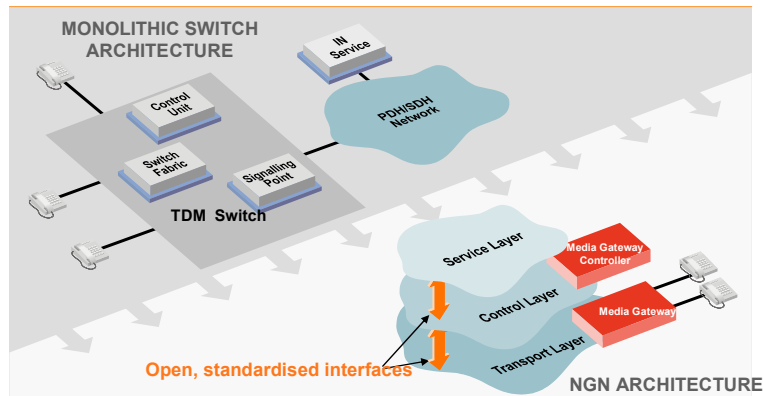 MONOLITHIC SWITCH
ARCHITECTURE
IN
Service
Control
Unit
PDH/SDH
Network
Switch
Fabric
Signalling
Point
TDM Switch
Service Layer
Media Gateway
Controller
Control Layer
Media Gateway
Transport Layer
Open, standardised interfaces
NGN ARCHITECTURE